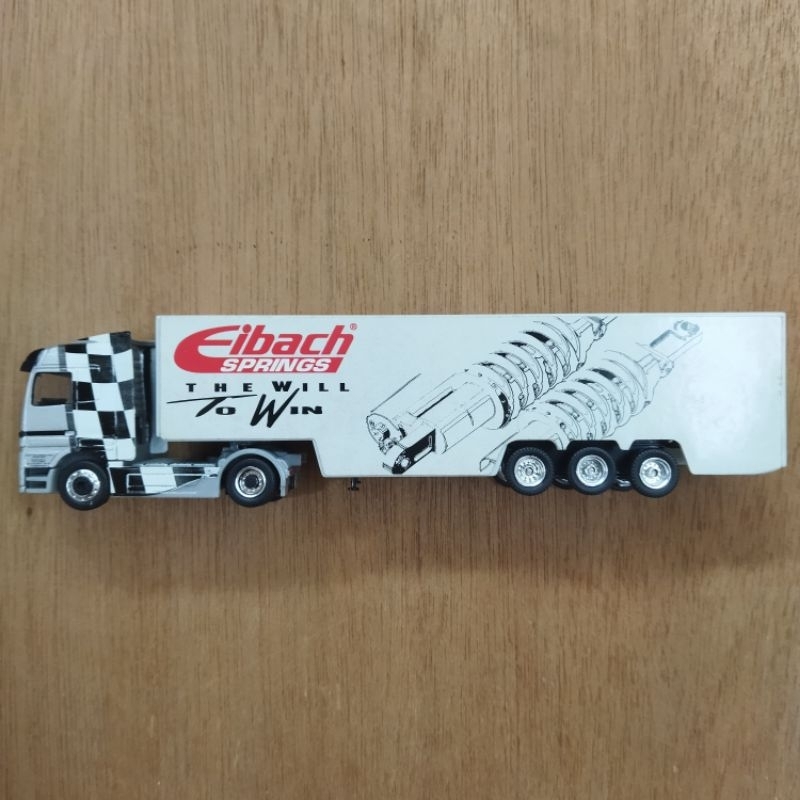 Eibach®
SPRINGS
THE WILL
TO WIN